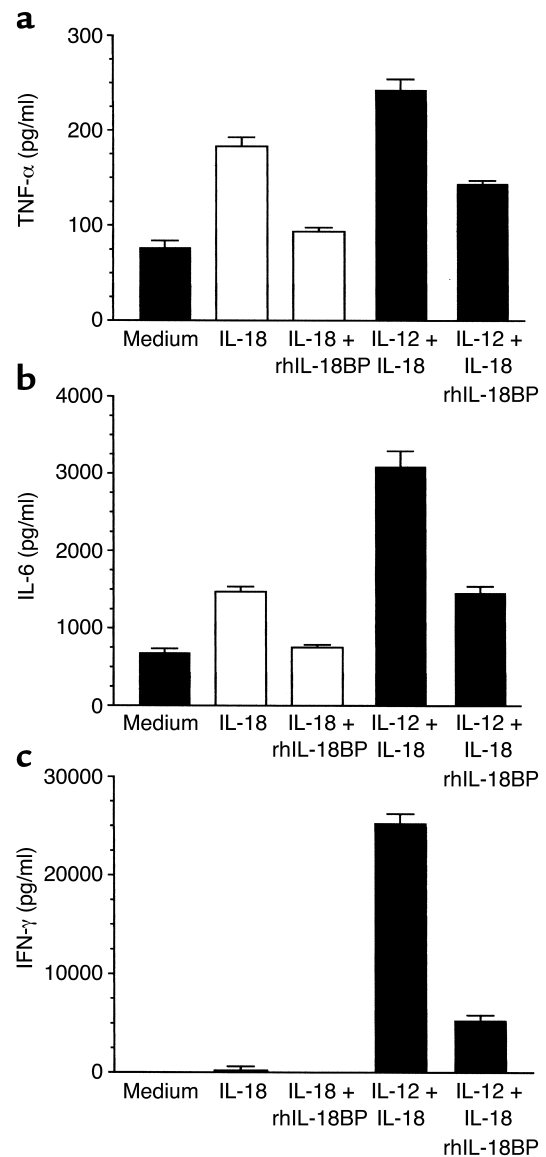 a
300
200
100
0
TNF-α (pg/ml)
Medium IL-18 IL-18 + IL-12 + IL-12 +
rhIL-18BP IL-18 IL-18
rhIL-18BP
b
4000
3000
2000
1000
0
IL-6 (pg/ml)
Medium IL-18 IL-18 + IL-12 + IL-12 +
rhIL-18BP IL-18 IL-18
rhIL-18BP
c
30000
20000
10000
0
IFN-γ (pg/ml)
Medium IL-18 IL-18 + IL-12 + IL-12 +
rhIL-18BP IL-18 IL-18
rhIL-18BP